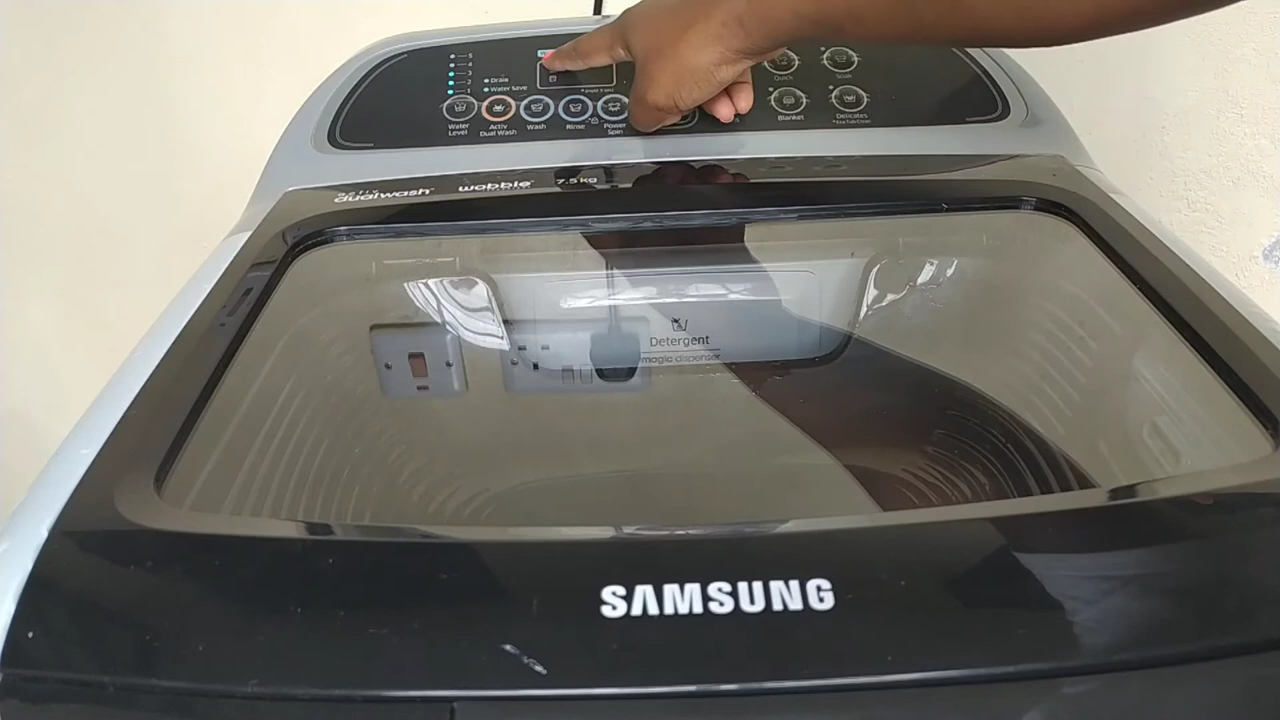 5
4
3
2
1
Drain
Water Save
Water Level
Activ Dual Wash
Wash
Rinse
Power Spin
Quick
Soak
Blanket
Delicates
activ dualwash
wobble
7.5 kg
Detergent
magic dispenser
SAMSUNG